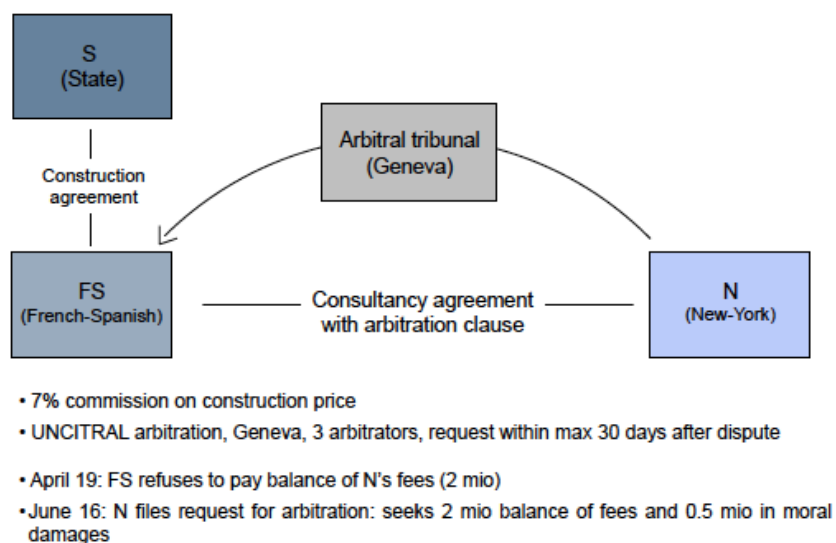 S
(State)
Arbitral tribunal
(Geneva)
Construction
agreement
FS
(French-Spanish)
Consultancy agreement
with arbitration clause
N
(New-York)
• 7% commission on construction price
• UNCITRAL arbitration, Geneva, 3 arbitrators, request within max 30 days after dispute
• April 19: FS refuses to pay balance of N's fees (2 mio)
• June 16: N files request for arbitration: seeks 2 mio balance of fees and 0.5 mio in moral
damages